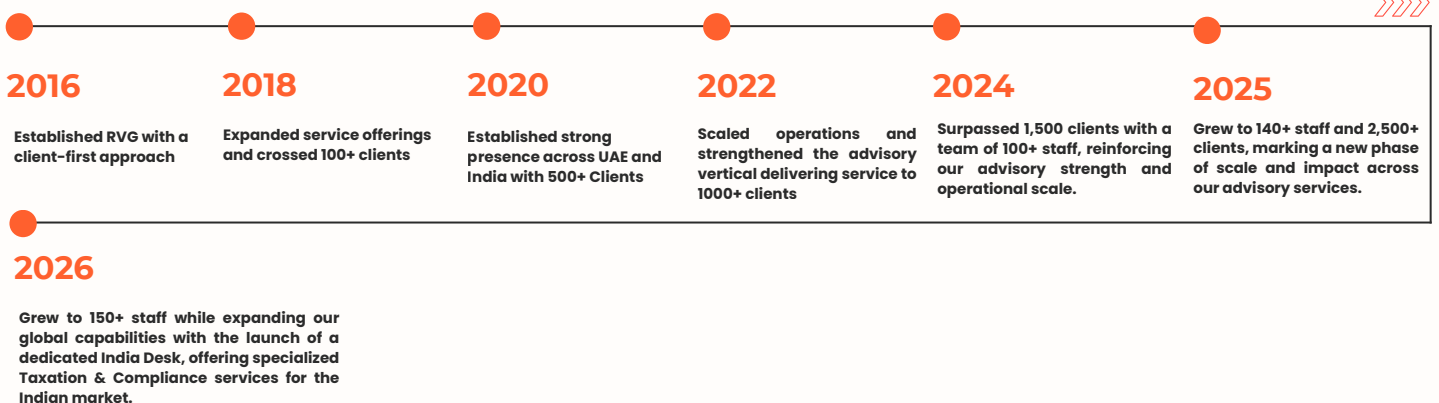 2016
Established RVG with a
client-first approach
2018
Expanded service offerings
and crossed 100+ clients
2020
Established strong
presence across UAE and
India with 500+ Clients
2022
Scaled operations and
strengthened the advisory
vertical delivering service to
1000+ clients
2024
Surpassed 1,500 clients with a
team of 100+ staff, reinforcing
our advisory strength and
operational scale.
2025
Grew to 140+ staff and 2,500+
clients, marking a new phase
of scale and impact across
our advisory services.
2026
Grew to 150+ staff while expanding our
global capabilities with the launch of a
dedicated India Desk, offering specialized
Taxation & Compliance services for the
Indian market.